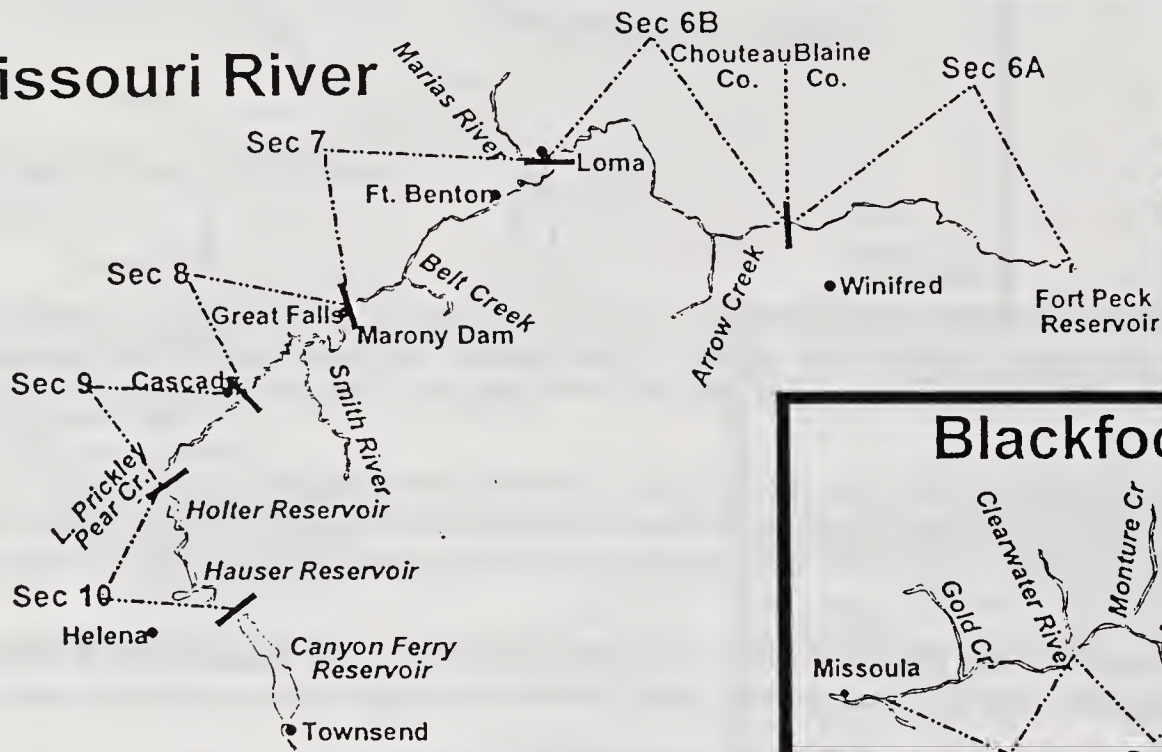 issouri River
Sec 6B
Chouteau Blaine
Co. Co.
Sec 6A
Marias River
Sec 7
Loma
Ft. Benton
Belt Creek
Arrow Creek
Winifred
Fort Peck
Reservoir
Sec 8
Great Falls
Marony Dam
Sec 9
Cascade
Smith River
L. Prickley
Pear Cr.
Holter Reservoir
Hauser Reservoir
Sec 10
Helena
Canyon Ferry
Reservoir
Townsend
Blackfoo
Clearwater River
Monture Cr
Gold Cr
Missoula